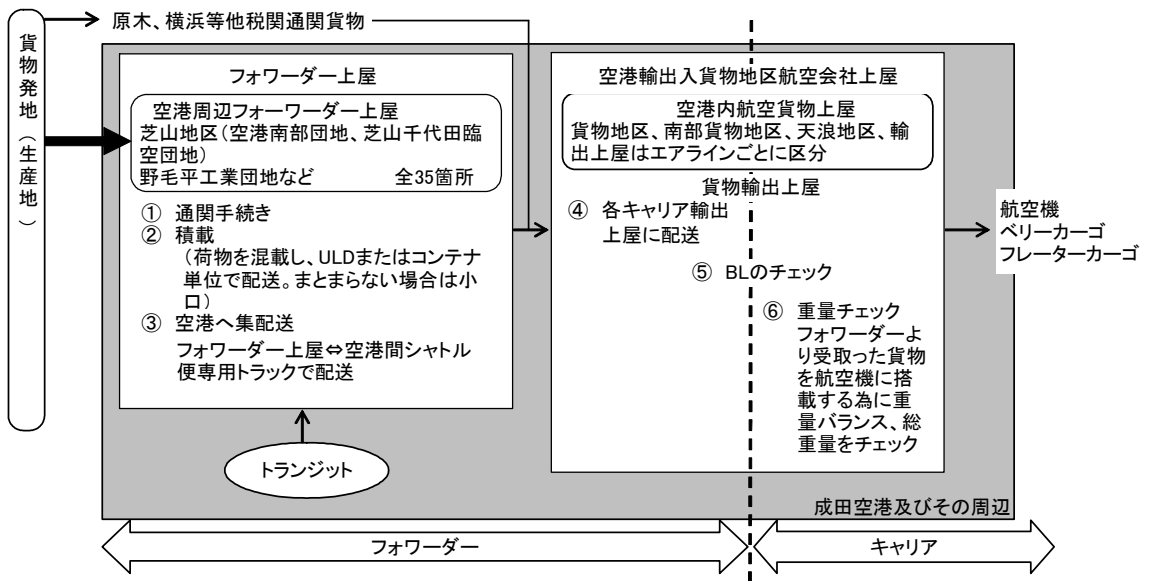 貨物発地（生産地）
原木、横浜等他税関通関貨物
フォワーダー上屋
空港周辺フォーワーダー上屋
芝山地区（空港南部団地、芝山千代田臨
空団地）
野毛平工業団地など 全35箇所
① 通関手続き
② 積載
（荷物を混載し、ULDまたはコンテナ
単位で配送。まとまらない場合は小
口）
③ 空港へ集配送
フォワーダー上屋⇔空港間シャトル
便専用トラックで配送
トランジット
空港輸出入貨物地区航空会社上屋
空港内航空貨物上屋
貨物地区、南部貨物地区、天浪地区、輸
出上屋はエアラインごとに区分
貨物輸出上屋
④ 各キャリア輸出
上屋に配送
⑤ BLのチェック
⑥ 重量チェック
フォワーダーよ
り受取った貨物
を航空機に搭
載する為に重
量バランス、総
重量をチェック
航空機
ベリーカーゴ
フレーターカーゴ
成田空港及びその周辺
フォワーダー
キャリア